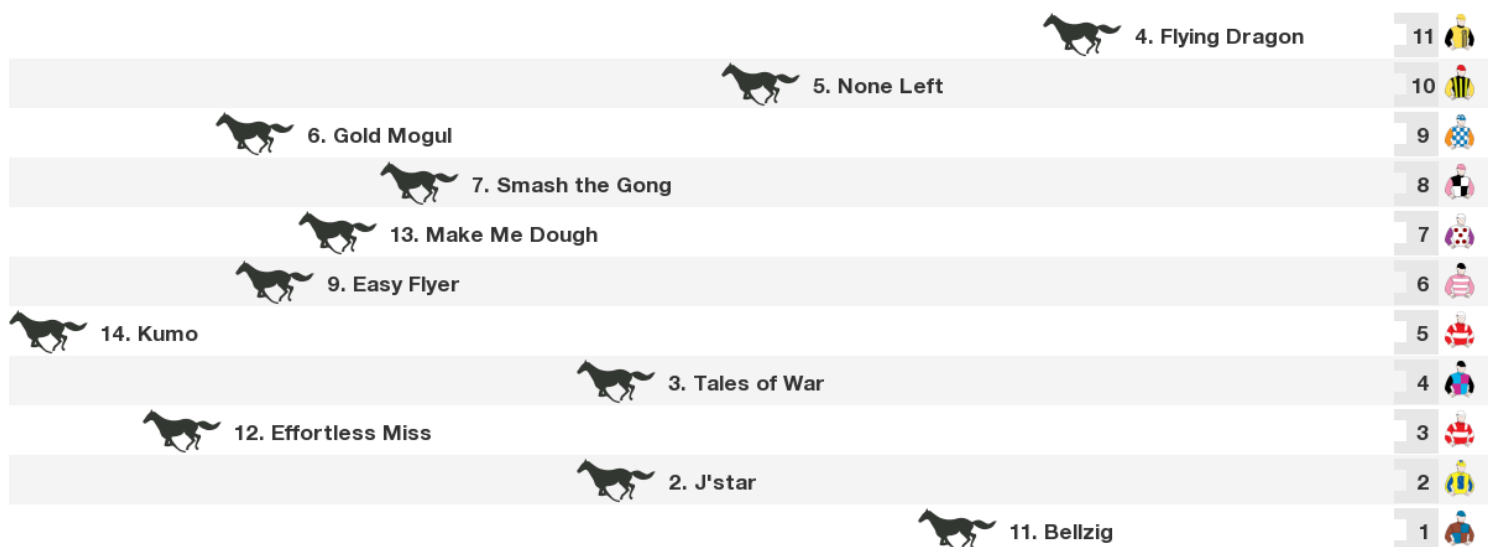 4. Flying Dragon 11
5. None Left 10
6. Gold Mogul 9
7. Smash the Gong 8
13. Make Me Dough 7
9. Easy Flyer 6
14. Kumo 5
3. Tales of War 4
12. Effortless Miss 3
2. J'star 2
11. Bellzig 1